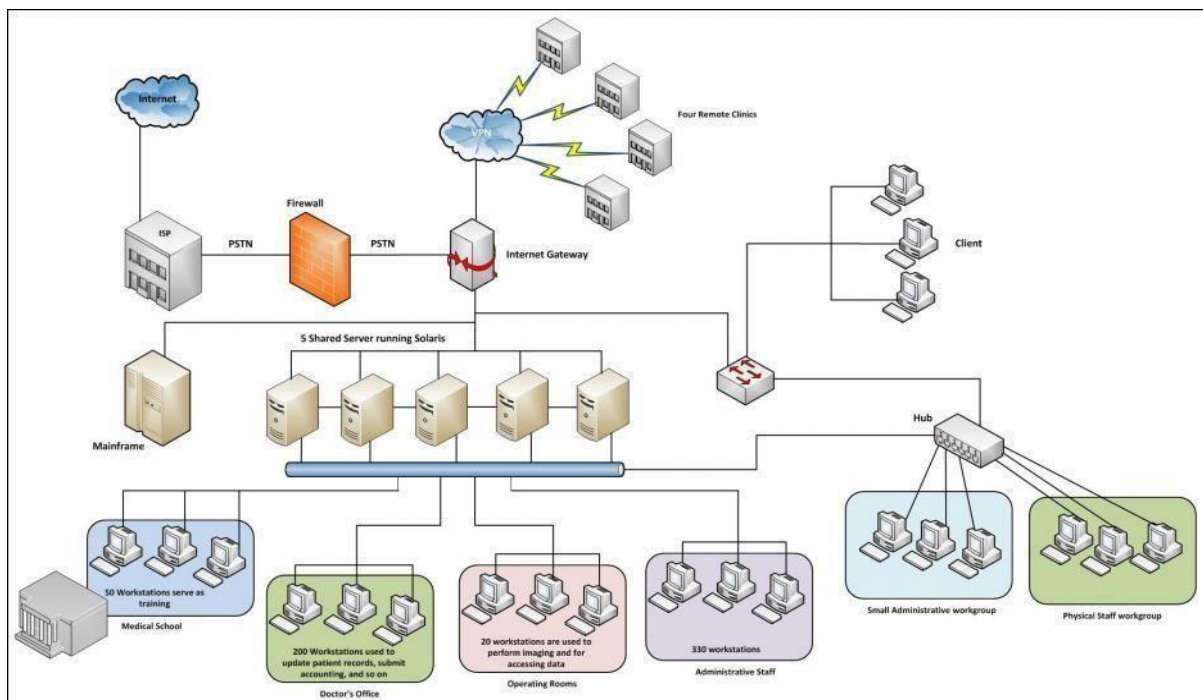 Internet
VPN
Four Remote Clinics
Firewall
ISP
PSTN
PSTN
Internet Gateway
Client
5 Shared Server running Solaris
Mainframe
Hub
50 Workstations serve as
training
Medical School
200 Workstations used to
update patient records, submit
accounting, and so on
Doctor's Office
20 workstations are used to
perform imaging and for
accessing data
Operating Rooms
330 workstations
Administrative Staff
Small Administrative workgroup
Physical Staff workgroup